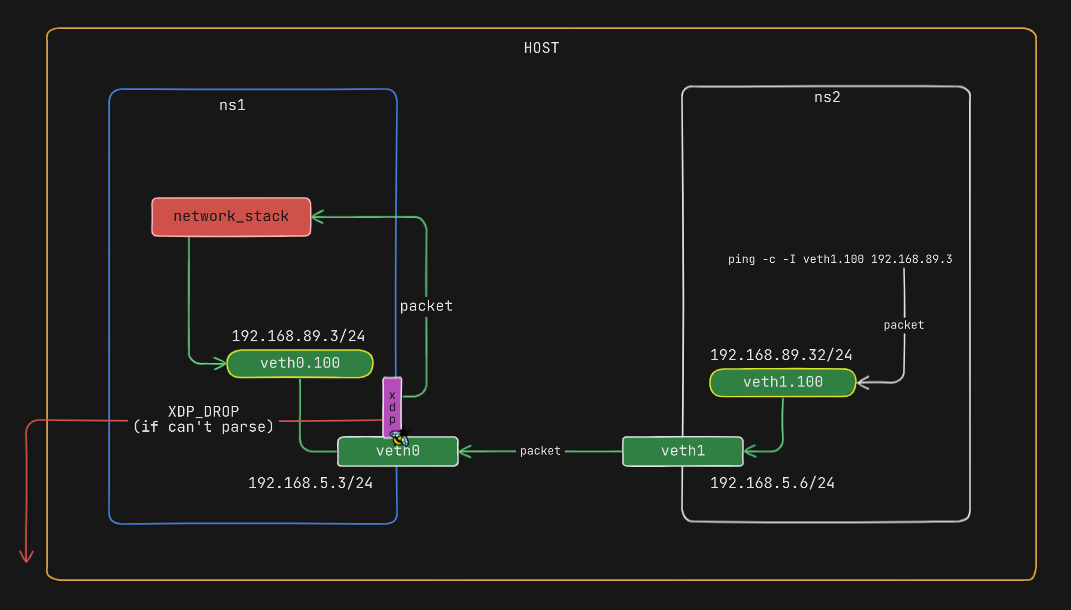 HOST
ns1
ns2
network_stack
ping -c -I veth1.100 192.168.89.3
packet
packet
192.168.89.3/24
veth0.100
192.168.89.32/24
veth1.100
xdp
XDP_DROP
(if can't parse)
veth0
packet
veth1
192.168.5.3/24
192.168.5.6/24